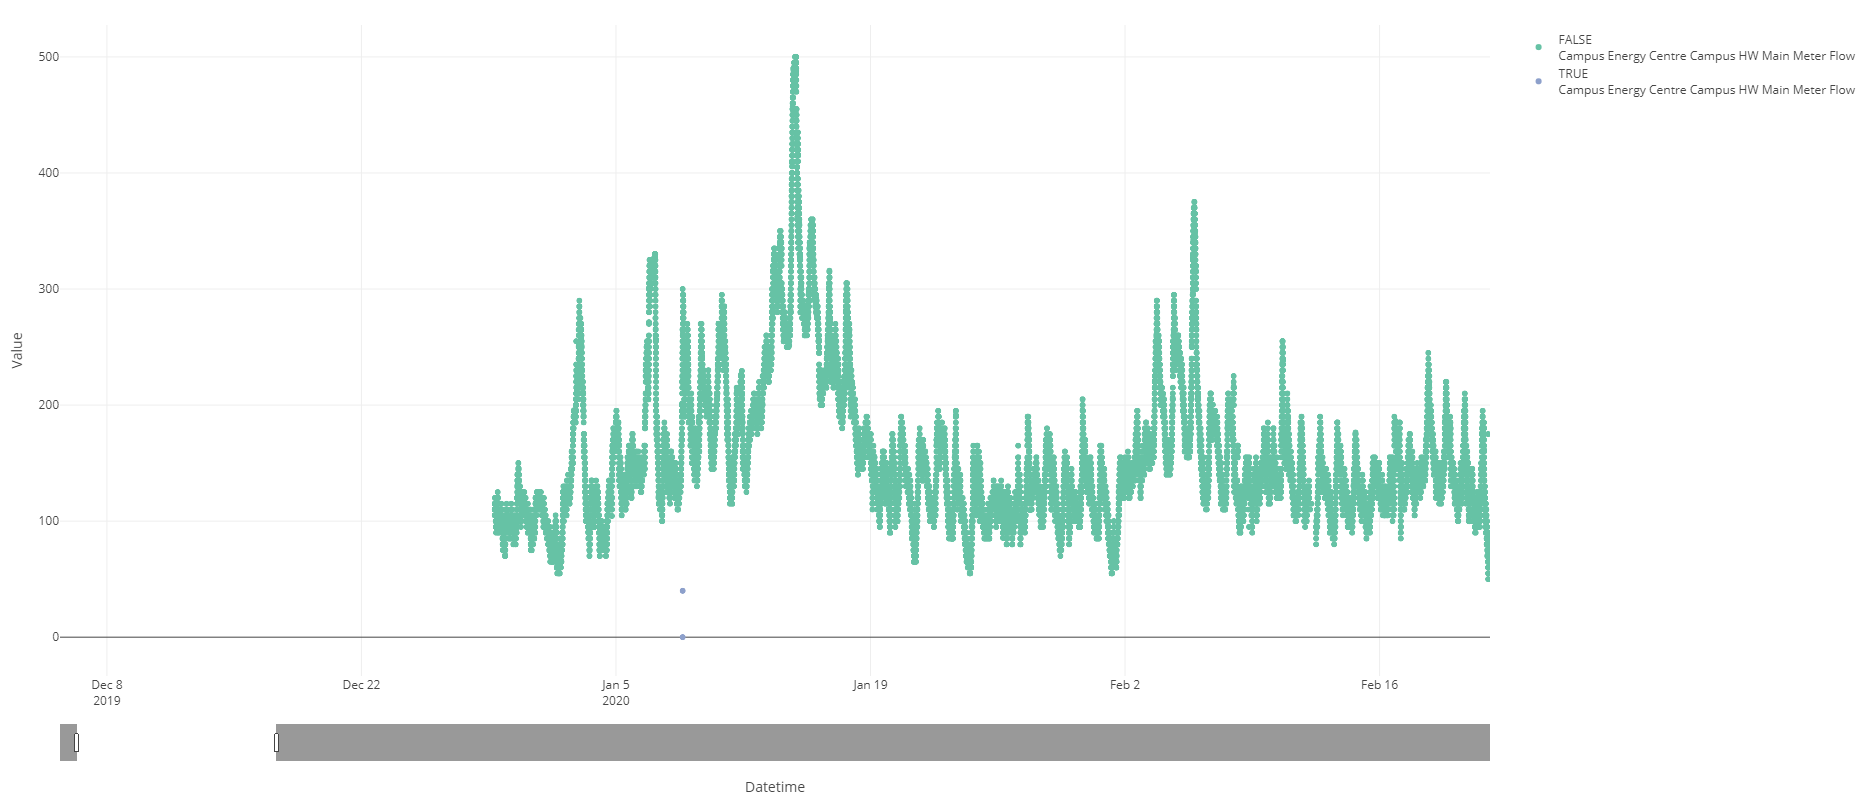 FALSE
Campus Energy Centre Campus HW Main Meter Flow
TRUE
Campus Energy Centre Campus HW Main Meter Flow
500
400
300
200
100
0
Value
Dec 8
2019
Dec 22
Jan 5
2020
Jan 19
Feb 2
Feb 16
Datetime